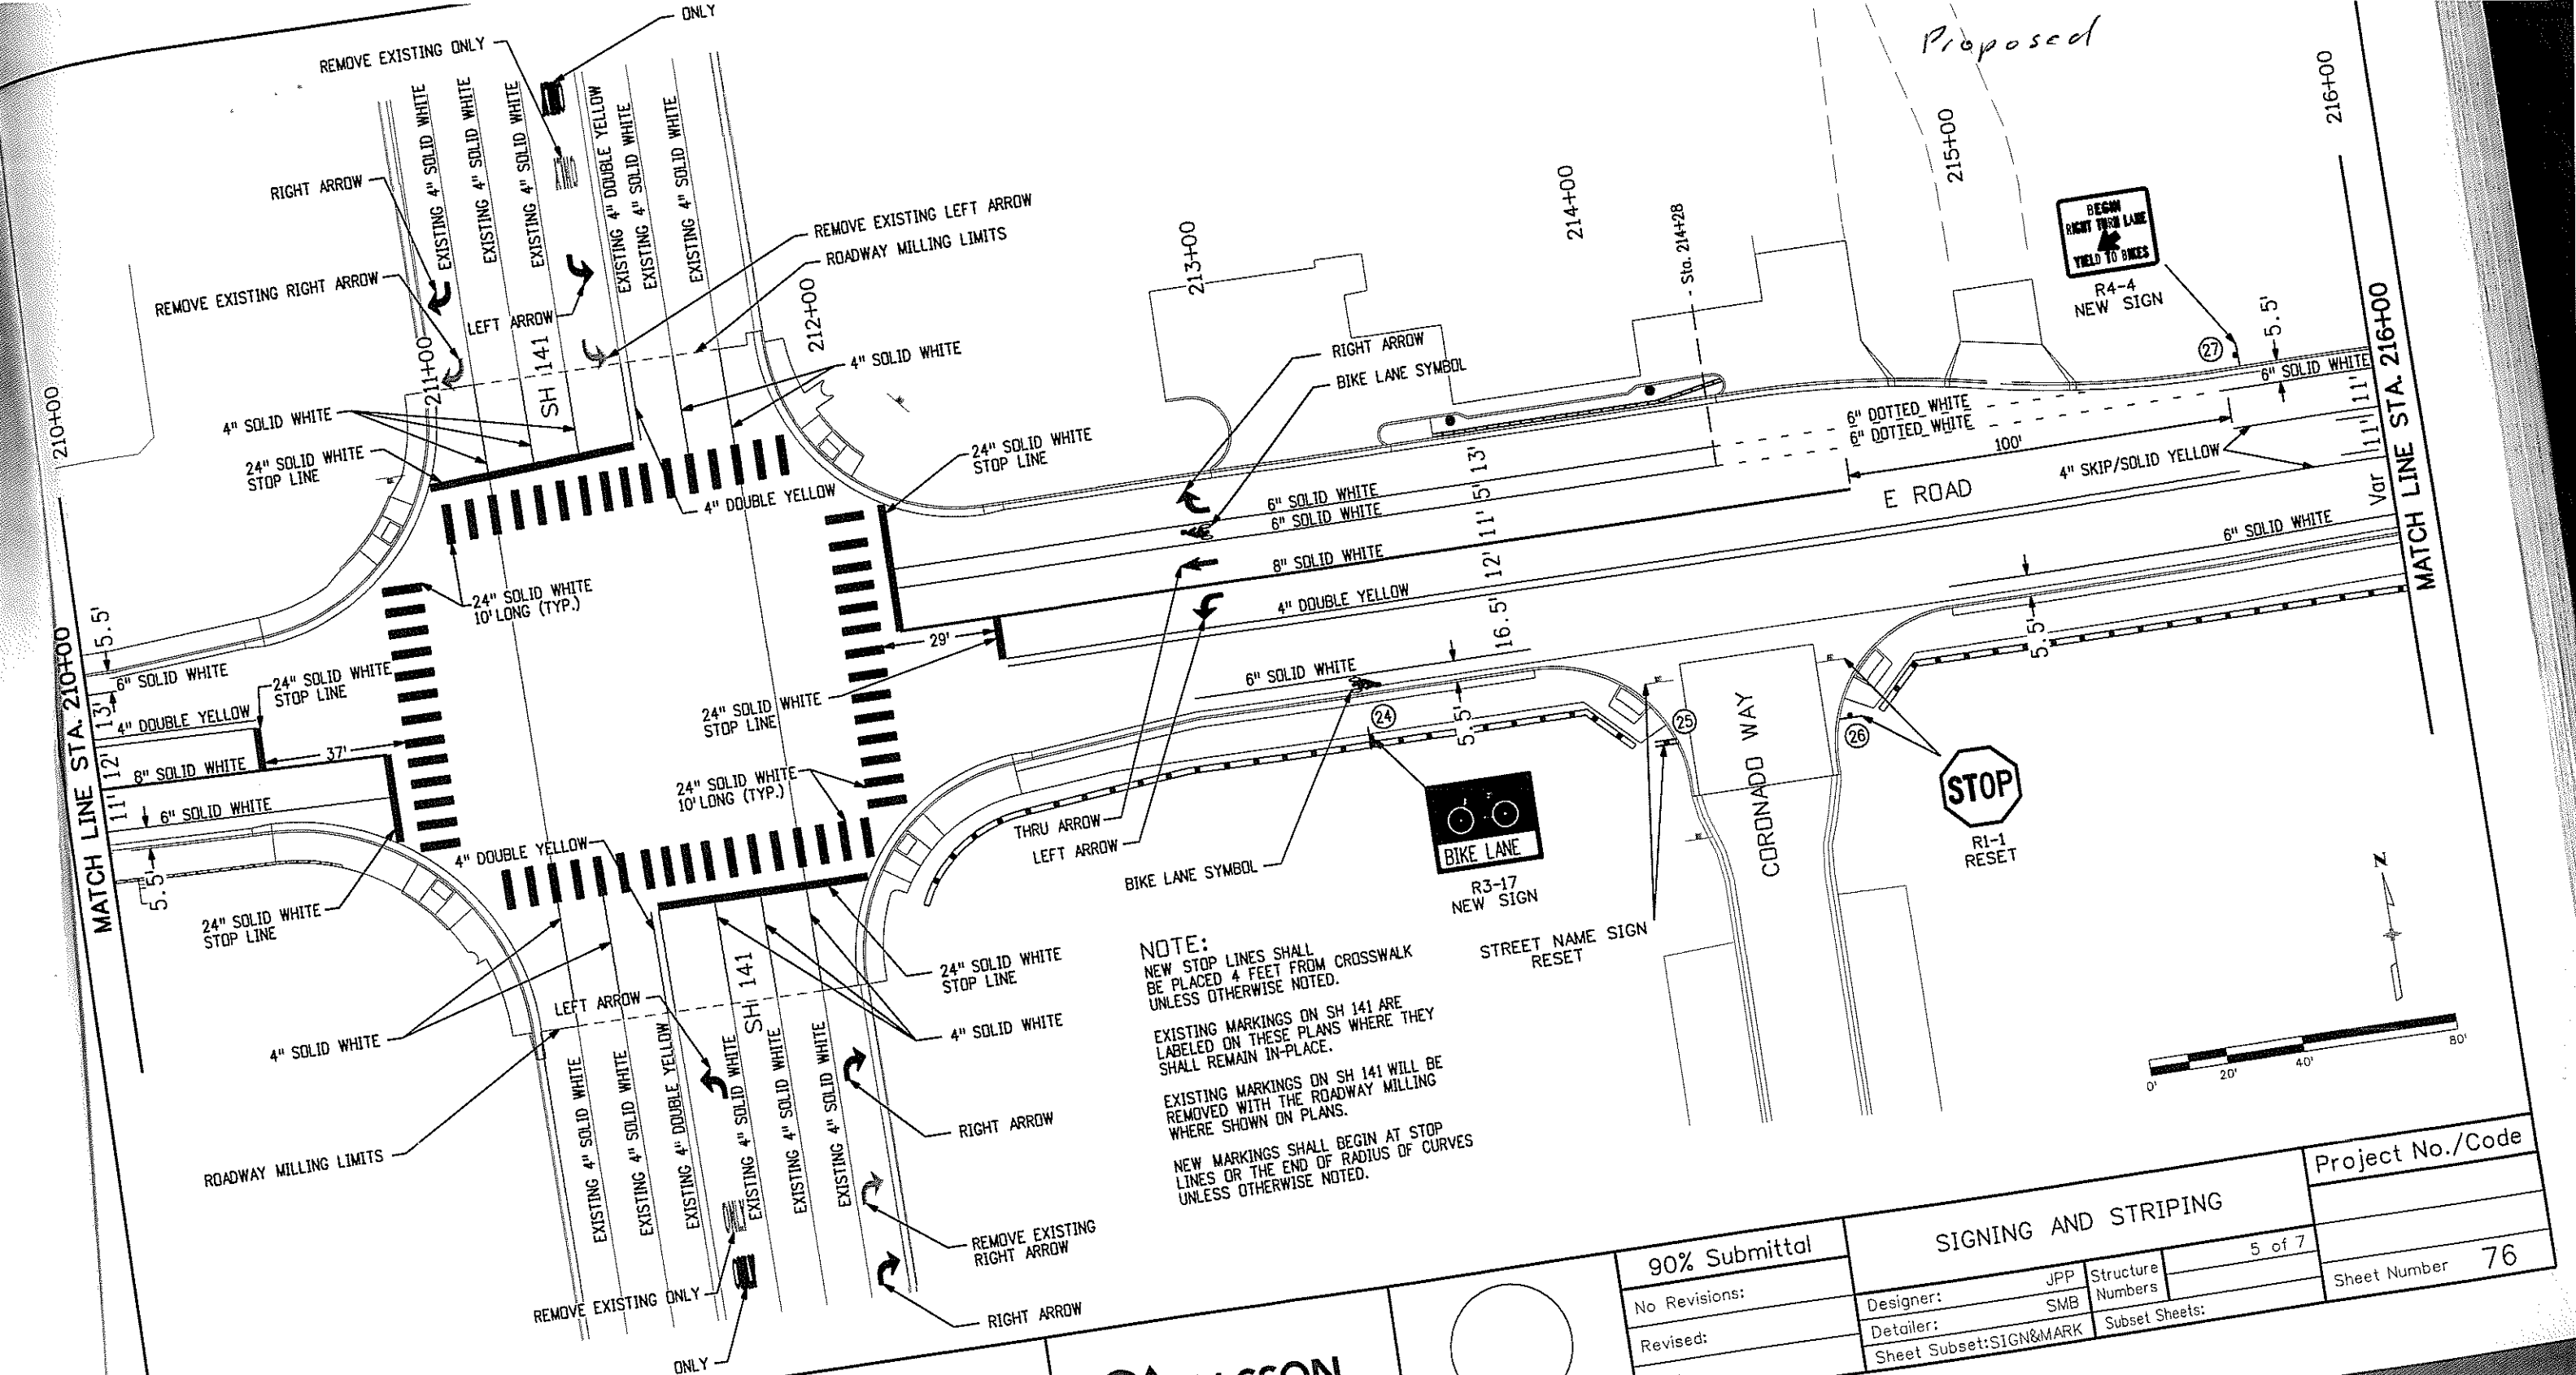 ONLY
Proposed
REMOVE EXISTING ONLY
EXISTING 4" SOLID WHITE
EXISTING 4" SOLID WHITE
EXISTING 4" SOLID WHITE
EXISTING 4" DOUBLE YELLOW
EXISTING 4" SOLID WHITE
EXISTING 4" SOLID WHITE
RIGHT ARROW
REMOVE EXISTING RIGHT ARROW
LEFT ARROW
SH 141
REMOVE EXISTING LEFT ARROW
ROADWAY MILLING LIMITS
210+00
211+00
212+00
213+00
214+00
Sta. 214+28
215+00
216+00
BEGIN
RIGHT TURN LANE
YIELD TO BIKES
R4-4
NEW SIGN
27
5.5'
6" SOLID WHITE
11'
11'
Var
MATCH LINE STA. 216+00
4" SOLID WHITE
4" SOLID WHITE
24" SOLID WHITE
STOP LINE
24" SOLID WHITE
STOP LINE
4" DOUBLE YELLOW
RIGHT ARROW
BIKE LANE SYMBOL
6" DOTTED WHITE
6" DOTTED WHITE
100'
4" SKIP/SOLID YELLOW
E ROAD
6" SOLID WHITE
6" SOLID WHITE
6" SOLID WHITE
8" SOLID WHITE
4" DOUBLE YELLOW
13'
5'
11'
12'
16.5'
24" SOLID WHITE
10' LONG (TYP.)
29'
24" SOLID WHITE
STOP LINE
6" SOLID WHITE
5.5'
5.5'
24
25
26
MATCH LINE STA. 210+00
5.5'
6" SOLID WHITE
13'
4" DOUBLE YELLOW
24" SOLID WHITE
STOP LINE
12'
8" SOLID WHITE
37'
11'
6" SOLID WHITE
5.5'
24" SOLID WHITE
10' LONG (TYP.)
4" DOUBLE YELLOW
THRU ARROW
LEFT ARROW
BIKE LANE SYMBOL
BIKE LANE
R3-17
NEW SIGN
CORONADO WAY
STOP
R1-1
RESET
STREET NAME SIGN
RESET
N
24" SOLID WHITE
STOP LINE
24" SOLID WHITE
STOP LINE
4" SOLID WHITE
4" SOLID WHITE
LEFT ARROW
SH 141
ROADWAY MILLING LIMITS
EXISTING 4" SOLID WHITE
EXISTING 4" SOLID WHITE
EXISTING 4" DOUBLE YELLOW
EXISTING 4" SOLID WHITE
EXISTING 4" SOLID WHITE
EXISTING 4" SOLID WHITE
RIGHT ARROW
REMOVE EXISTING
RIGHT ARROW
RIGHT ARROW
REMOVE EXISTING ONLY
ONLY
NOTE:
NEW STOP LINES SHALL
BE PLACED 4 FEET FROM CROSSWALK
UNLESS OTHERWISE NOTED.
EXISTING MARKINGS ON SH 141 ARE
LABELED ON THESE PLANS WHERE THEY
SHALL REMAIN IN-PLACE.
EXISTING MARKINGS ON SH 141 WILL BE
REMOVED WITH THE ROADWAY MILLING
WHERE SHOWN ON PLANS.
NEW MARKINGS SHALL BEGIN AT STOP
LINES OR THE END OF RADIUS OF CURVES
UNLESS OTHERWISE NOTED.
0'
20'
40'
80'
90% Submittal
No Revisions:
Revised:
SIGNING AND STRIPING
Designer: JPP
Detailer: SMB
Sheet Subset:SIGN&MARK
Structure
Numbers
5 of 7
Subset Sheets:
Project No./Code
Sheet Number 76